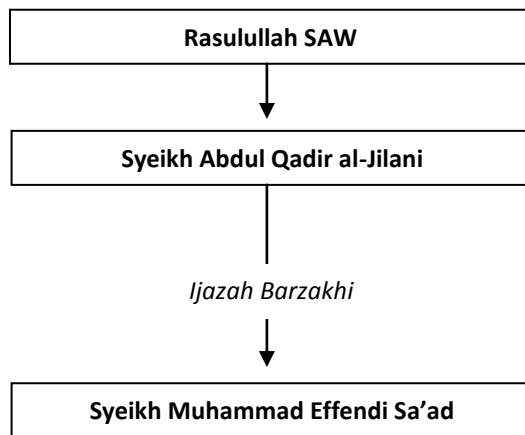 Rasulullah SAW
Syeikh Abdul Qadir al-Jilani
Ijazah Barzakhi
Syeikh Muhammad Effendi Sa’ad